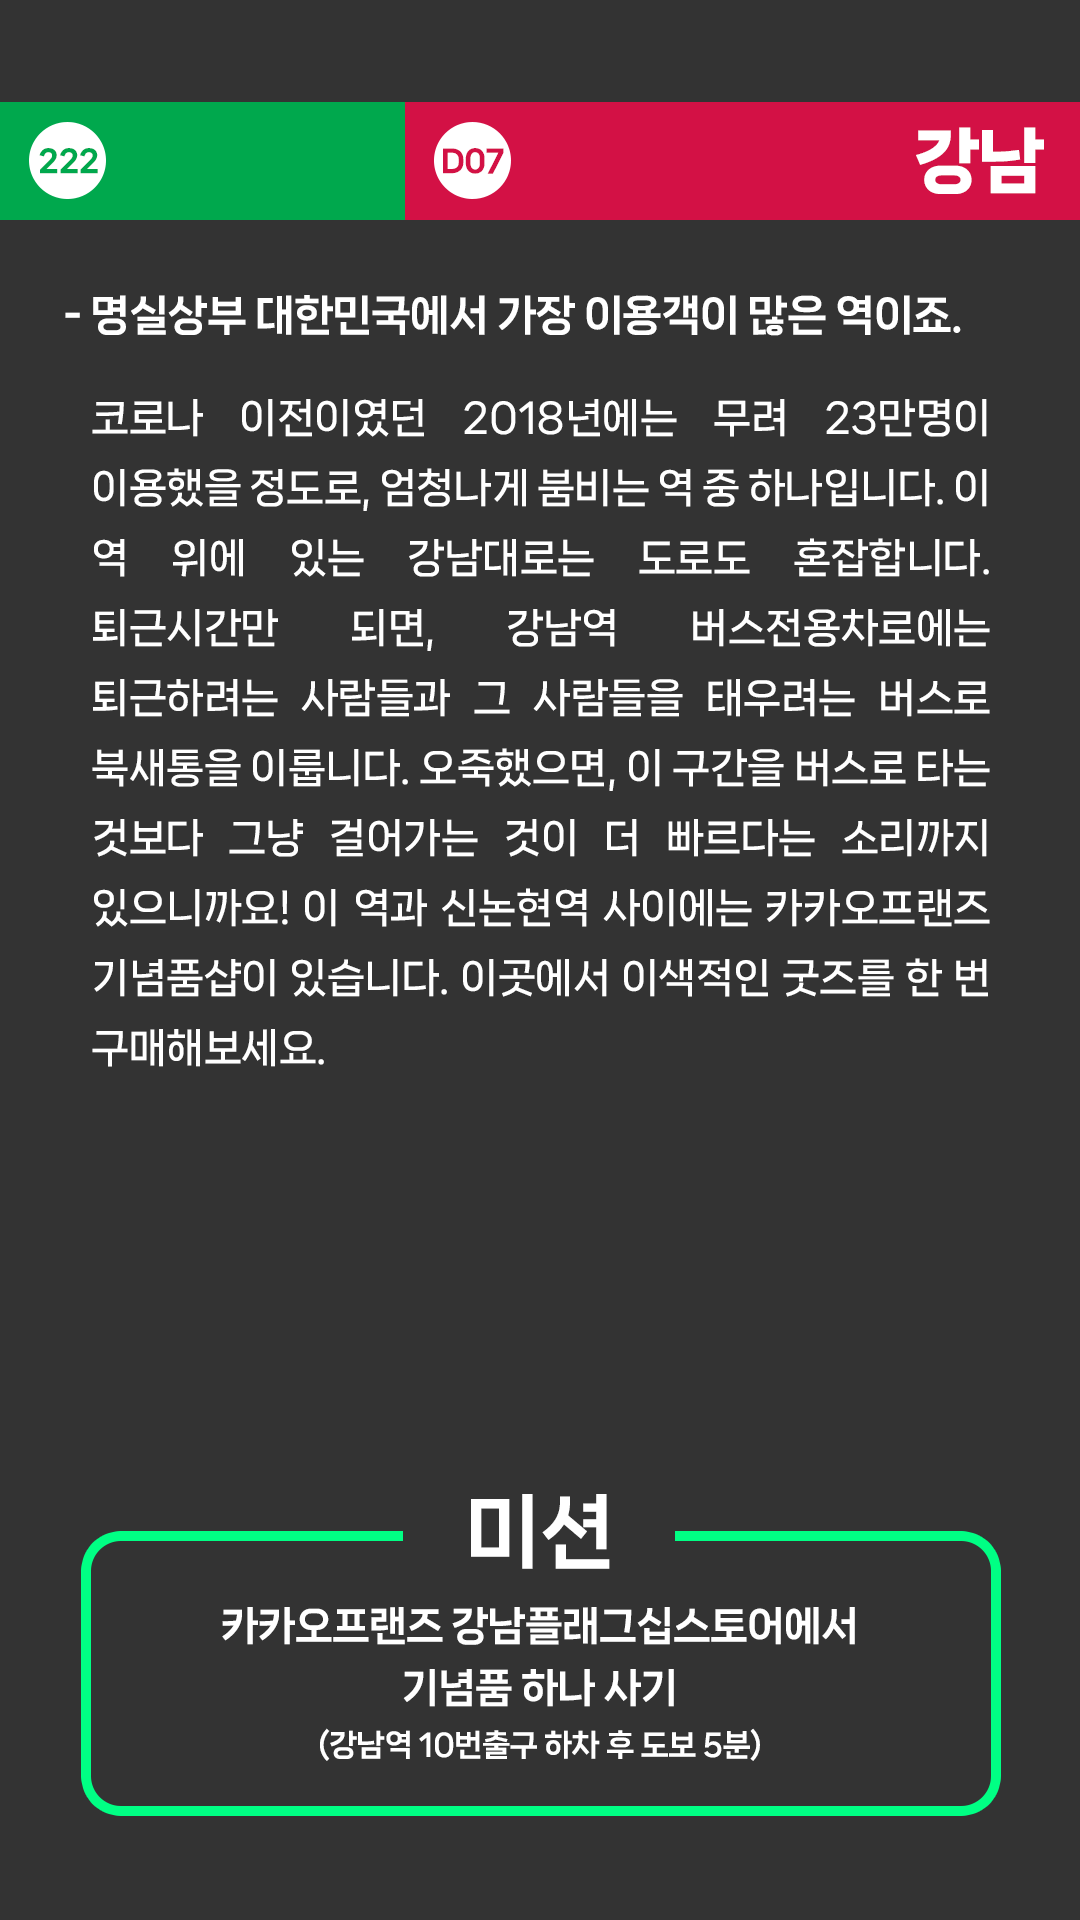 222
D07
강남
- 명실상부 대한민국에서 가장 이용객이 많은 역이죠.
코로나 이전이였던 2018년에는 무려 23만명이
이용했을 정도로, 엄청나게 붐비는 역 중 하나입니다. 이
역 위에 있는 강남대로는 도로도 혼잡합니다.
퇴근시간만 되면, 강남역 버스전용차로에는
퇴근하려는 사람들과 그 사람들을 태우려는 버스로
북새통을 이룹니다. 오죽했으면, 이 구간을 버스로 타는
것보다 그냥 걸어가는 것이 더 빠르다는 소리까지
있으니까요! 이 역과 신논현역 사이에는 카카오프랜즈
기념품샵이 있습니다. 이곳에서 이색적인 굿즈를 한 번
구매해보세요.
미션
카카오프랜즈 강남플래그십스토어에서
기념품 하나 사기
(강남역 10번출구 하차 후 도보 5분)